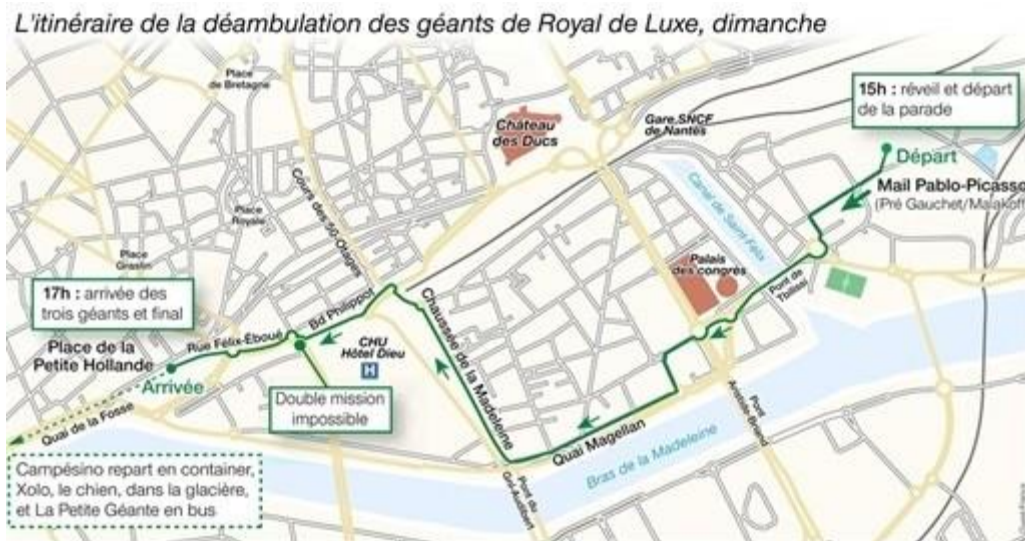 L'itinéraire de la déambulation des géants de Royal de Luxe, dimanche
Place
de Bretagne
Château
des Ducs
Gare SNCF
de Nantes
15h : réveil et départ
de la parade
Départ
Mail Pablo-Picasso
(Pré Gauchet/Malakoff
Cours des 50-Otages
Canal de Saint-Félix
Place
Royale
Place
Graslin
Palais
des congrès
Pont de
Tbilissi
17h : arrivée des
trois géants et final
Place de la
Petite Hollande
Arrivée
Rue Félix-Éboué
Bd Philippot
CHU
Hôtel Dieu
H
Chaussée de la Madeleine
Double mission
impossible
Quai de la Fosse
Quai Magellan
Bras de la Madeleine
Pont
Aristide-Briand
Pont du
Gal-Audibert
Campésino repart en container,
Xolo, le chien, dans la glacière,
et La Petite Géante en bus